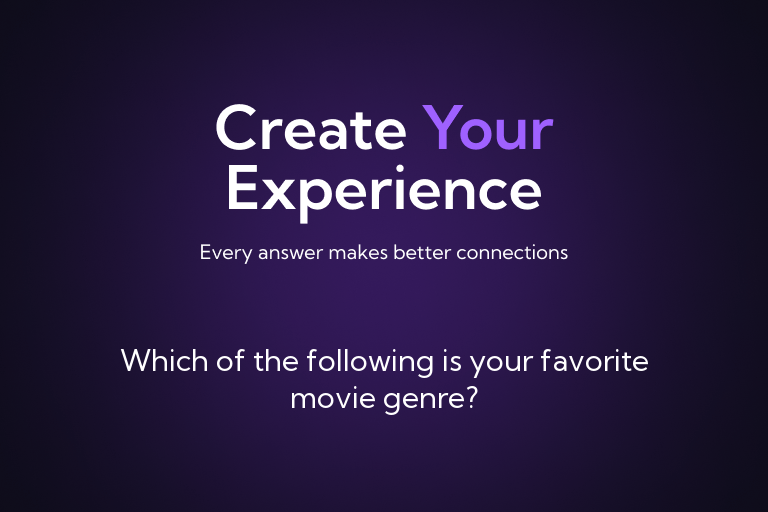 Create Your
Experience
Every answer makes better connections
Which of the following is your favorite
movie genre?